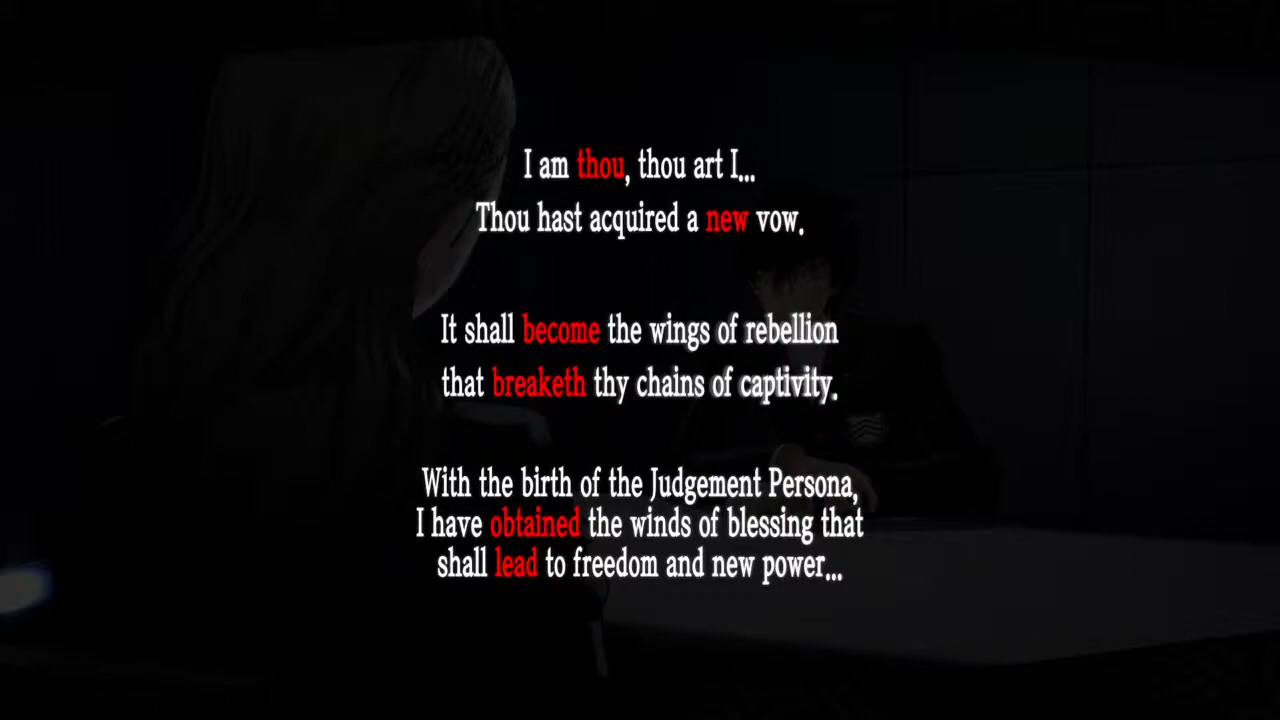 I am thou, thou art I...
Thou hast acquired a new vow.
It shall become the wings of rebellion
that breaketh thy chains of captivity.
With the birth of the Judgement Persona,
I have obtained the winds of blessing that
shall lead to freedom and new power...